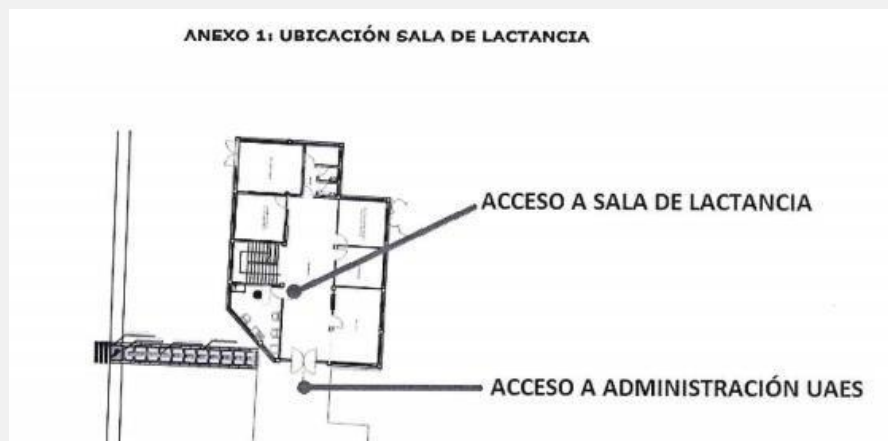 ANEXO 1: UBICACIÓN SALA DE LACTANCIA
ACCESO A SALA DE LACTANCIA
ACCESO A ADMINISTRACIÓN UAES